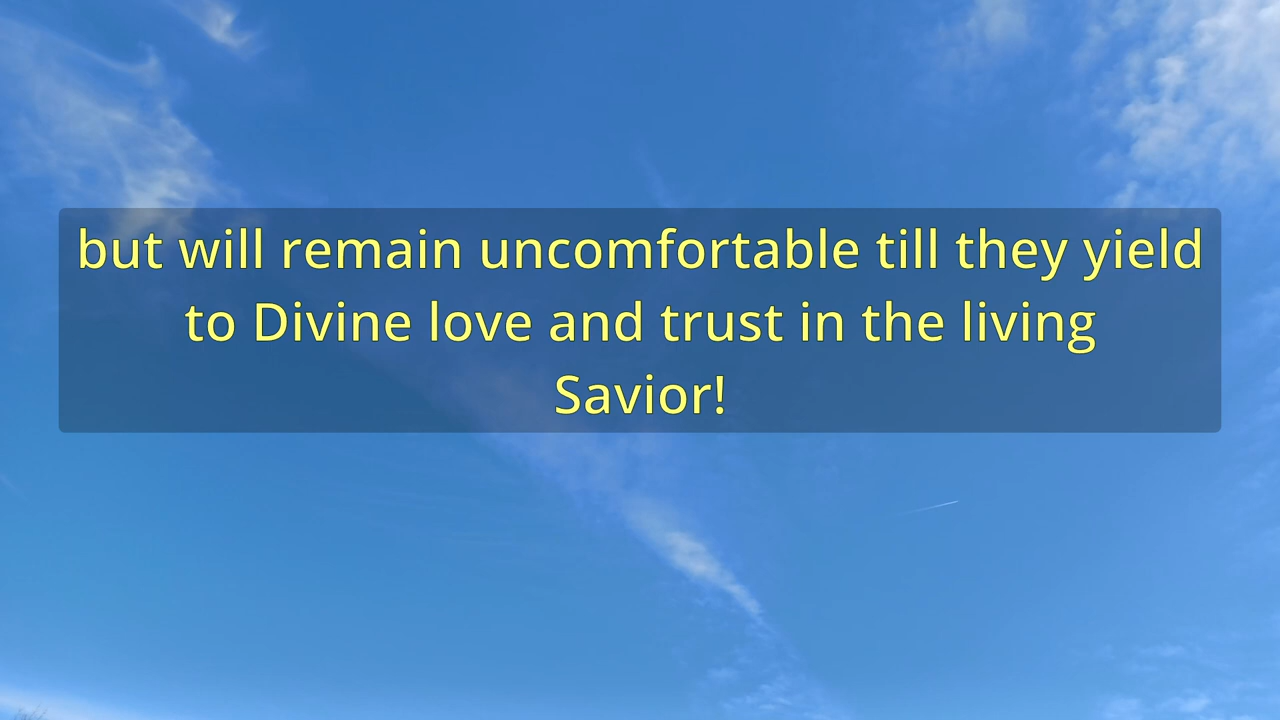 but will remain uncomfortable till they yield
to Divine love and trust in the living
Savior!